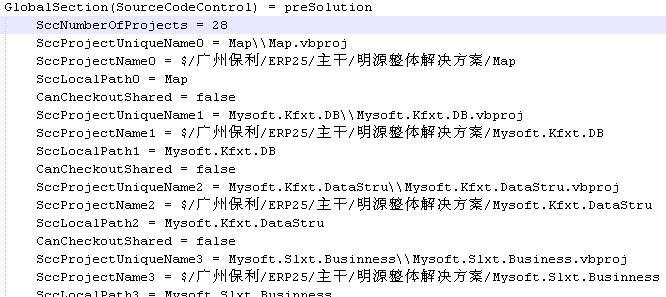 GlobalSection(SourceCodeControl) = preSolution
SccNumberOfProjects = 28
SccProjectUniqueName0 = Map\\Map.vbproj
SccProjectName0 = $/广州保利/ERP25/主干/明源整体解决方案/Map
SccLocalPath0 = Map
CanCheckoutShared = false
SccProjectUniqueName1 = Mysoft.Kfxt.DB\\Mysoft.Kfxt.DB.vbproj
SccProjectName1 = $/广州保利/ERP25/主干/明源整体解决方案/Mysoft.Kfxt.DB
SccLocalPath1 = Mysoft.Kfxt.DB
CanCheckoutShared = false
SccProjectUniqueName2 = Mysoft.Kfxt.DataStru\\Mysoft.Kfxt.DataStru.vbproj
SccProjectName2 = $/广州保利/ERP25/主干/明源整体解决方案/Mysoft.Kfxt.DataStru
SccLocalPath2 = Mysoft.Kfxt.DataStru
CanCheckoutShared = false
SccProjectUniqueName3 = Mysoft.Slxt.Businness\\Mysoft.Slxt.Business.vbproj
SccProjectName3 = $/广州保利/ERP25/主干/明源整体解决方案/Mysoft.Slxt.Businness
SccLocalPath3 = Mysoft.Slxt.Businness